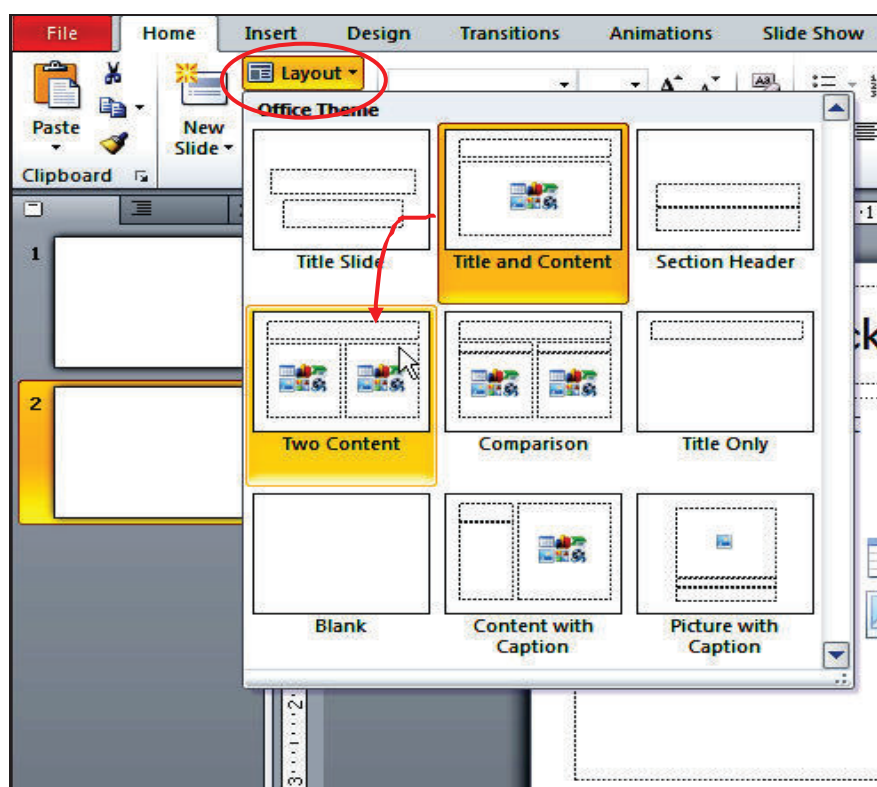 File Home Insert Design Transitions Animations Slide Show
Layout
Paste
New
Slide
Clipboard
Office Theme
Title Slide
Title and Content
Section Header
Two Content
Comparison
Title Only
Blank
Content with
Caption
Picture with
Caption
1
2